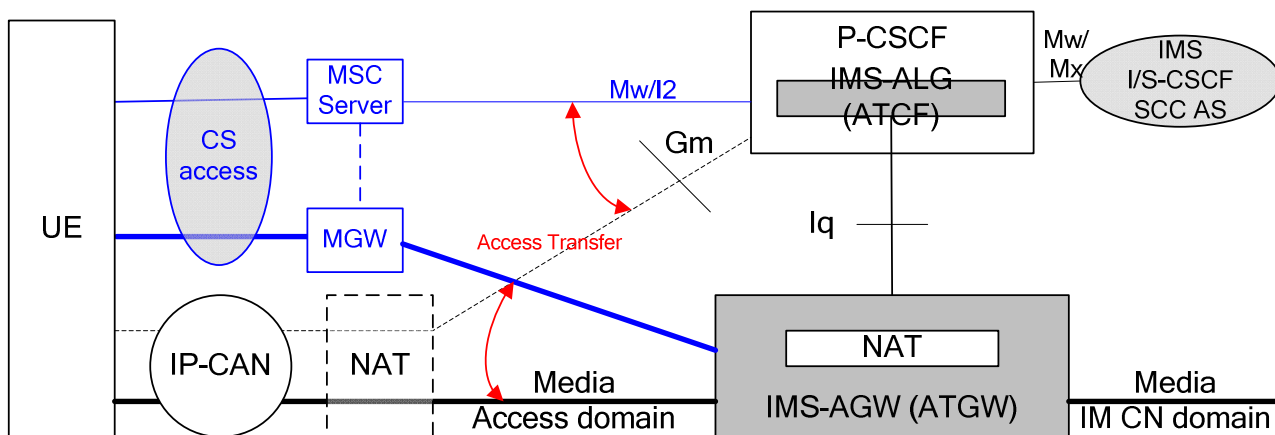 UE
CS
access
MSC
Server
MGW
Mw/I2
Gm
Access Transfer
P-CSCF
IMS-ALG
(ATCF)
Mw/
Mx
IMS
I/S-CSCF
SCC AS
Iq
IP-CAN
NAT
Media
Access domain
NAT
IMS-AGW (ATGW)
Media
IM CN domain